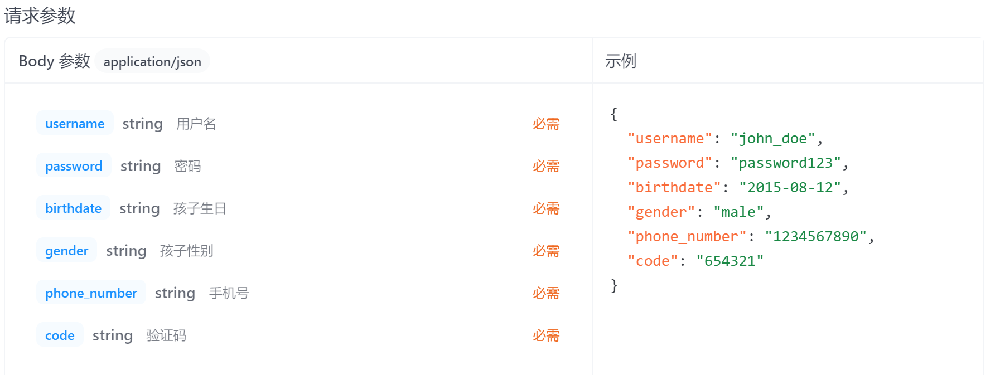 请求参数
Body 参数 application/json
username string 用户名 必需
password string 密码 必需
birthdate string 孩子生日 必需
gender string 孩子性别 必需
phone_number string 手机号 必需
code string 验证码 必需
示例
{
"username": "john_doe",
"password": "password123",
"birthdate": "2015-08-12",
"gender": "male",
"phone_number": "1234567890",
"code": "654321"
}